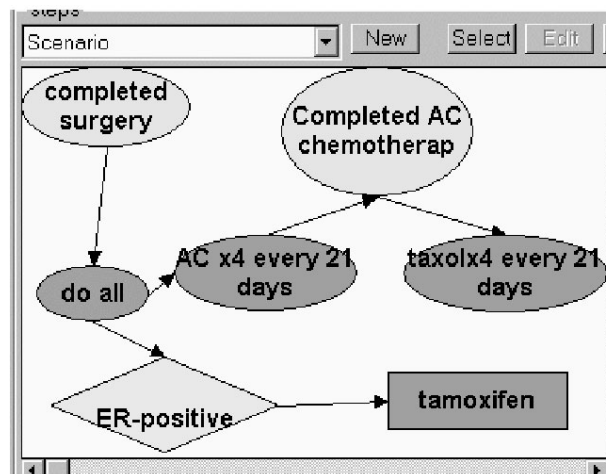 steps
Scenario
New
Select
Edit
completed
surgery
Completed AC
chemotherap
AC x4 every 21
days
taxolx4 every 21
days
do all
ER-positive
tamoxifen